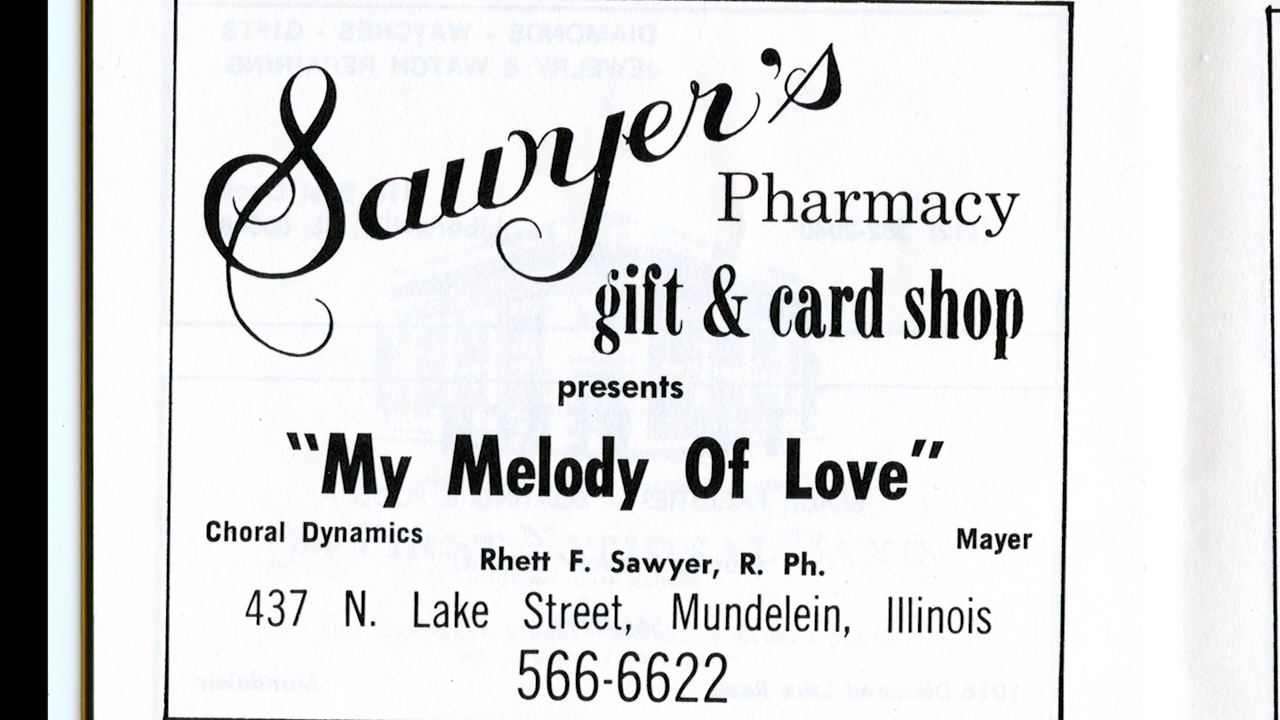 Sawyer's
Pharmacy
gift & card shop
presents
"My Melody Of Love"
Choral Dynamics
Mayer
Rhett F. Sawyer, R. Ph.
437 N. Lake Street, Mundelein, Illinois
566-6622